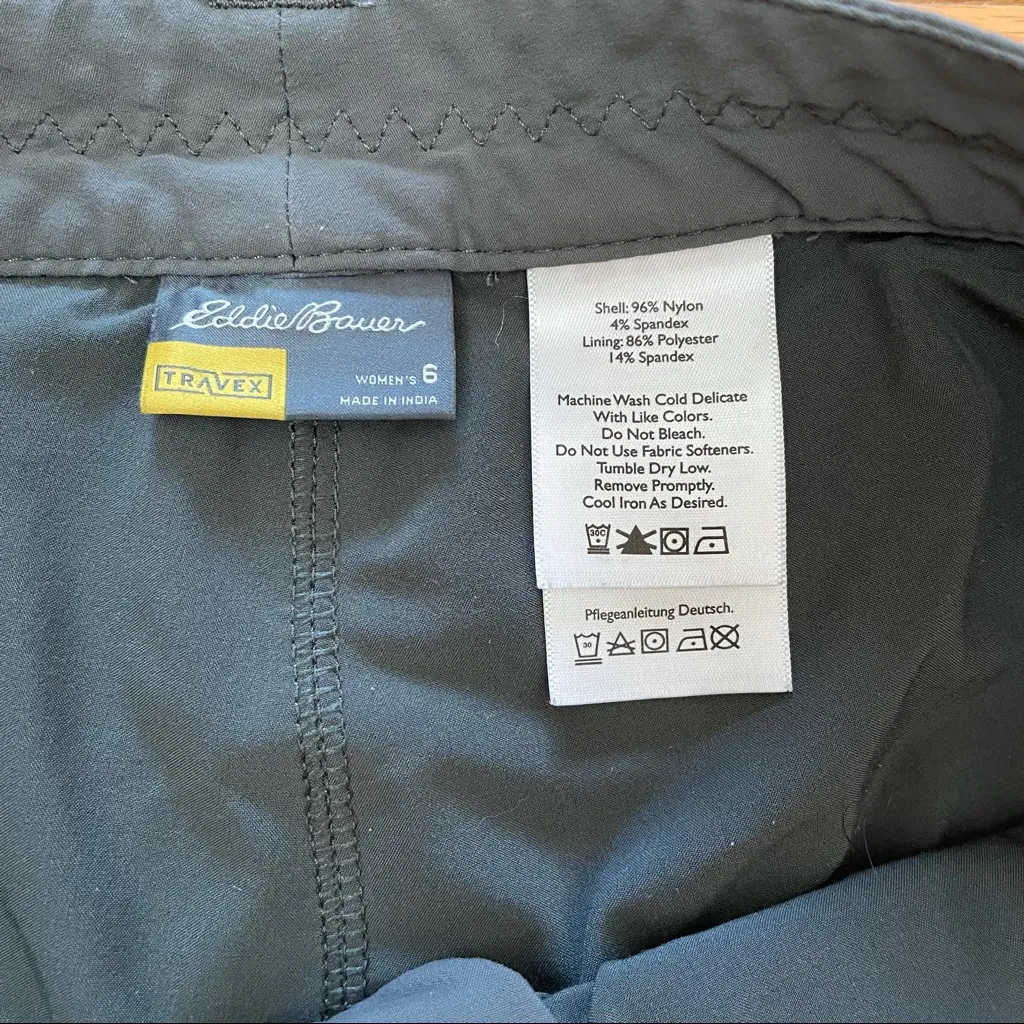 Eddie Bauer
TRAVEX
WOMEN'S 6
MADE IN INDIA
Shell: 96% Nylon
4% Spandex
Lining: 86% Polyester
14% Spandex
Machine Wash Cold Delicate
With Like Colors.
Do Not Bleach.
Do Not Use Fabric Softeners.
Tumble Dry Low.
Remove Promptly.
Cool Iron As Desired.
30C
Pflegeanleitung Deutsch.
30